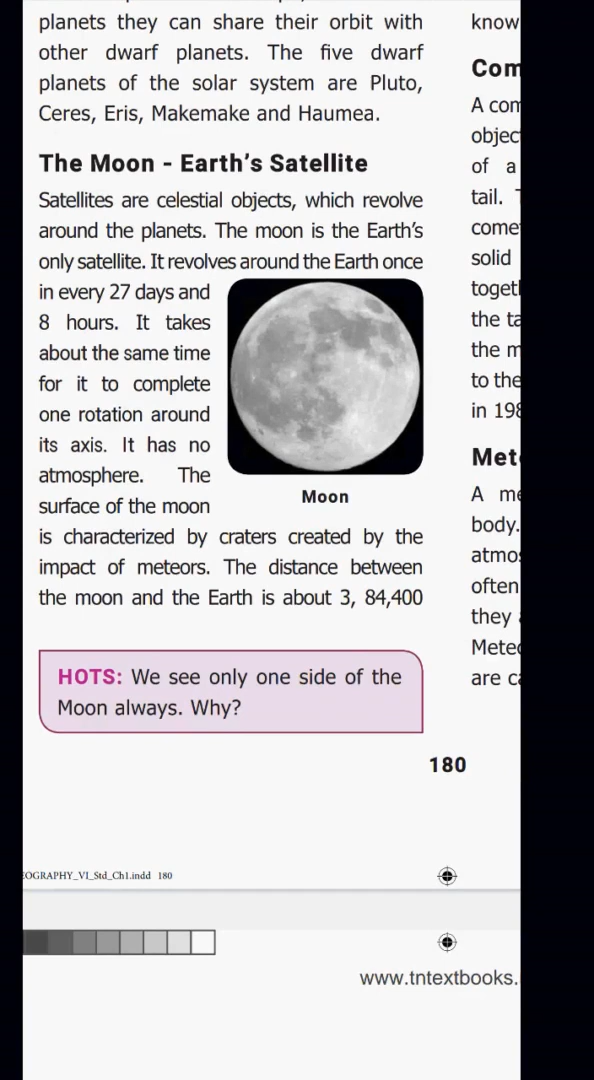 planets they can share their orbit with
other dwarf planets. The five dwarf
planets of the solar system are Pluto,
Ceres, Eris, Makemake and Haumea.
The Moon - Earth's Satellite
Satellites are celestial objects, which revolve
around the planets. The moon is the Earth's
only satellite. It revolves around the Earth once
in every 27 days and
8 hours. It takes
about the same time
for it to complete
one rotation around
its axis. It has no
atmosphere. The
surface of the moon
is characterized by craters created by the
impact of meteors. The distance between
the moon and the Earth is about 3, 84,400
Moon
HOTS: We see only one side of the
Moon always. Why?
180
know
Com
A com
objec
of a
tail.
come
solid
toget
the ta
the m
to the
in 198
Met
A me
body.
atmos
often
they
Mete
are ca
OGRAPHY_VI_Std_Ch1.indd 180
www.tntextbooks.